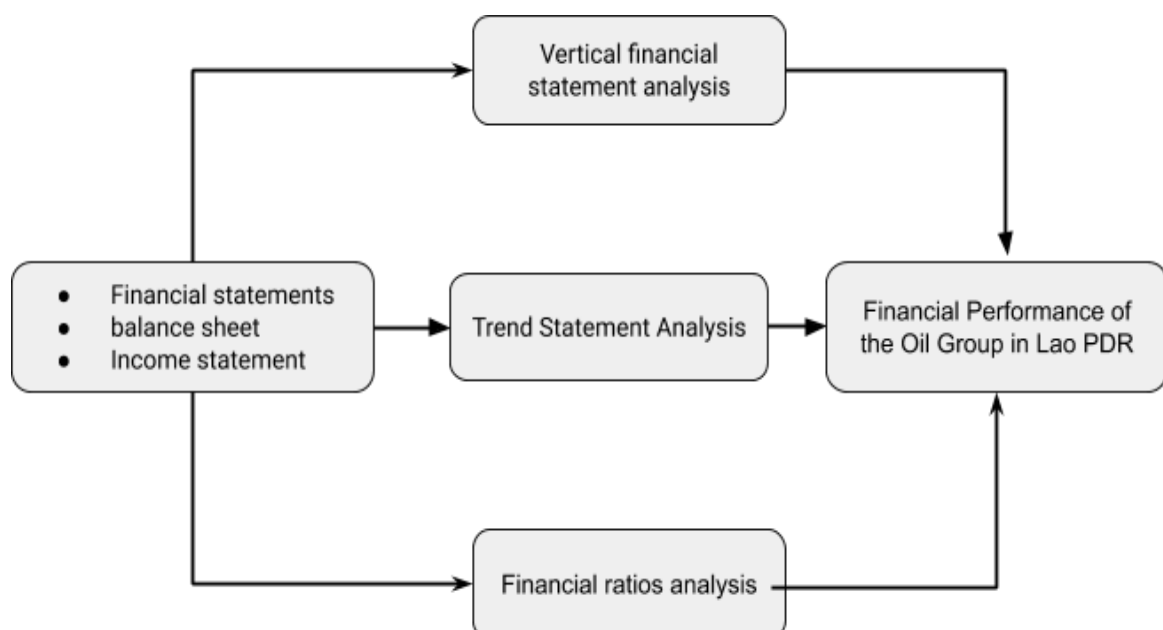 Vertical financial
statement analysis
● Financial statements
● balance sheet
● Income statement
Trend Statement Analysis
Financial Performance of
the Oil Group in Lao PDR
Financial ratios analysis